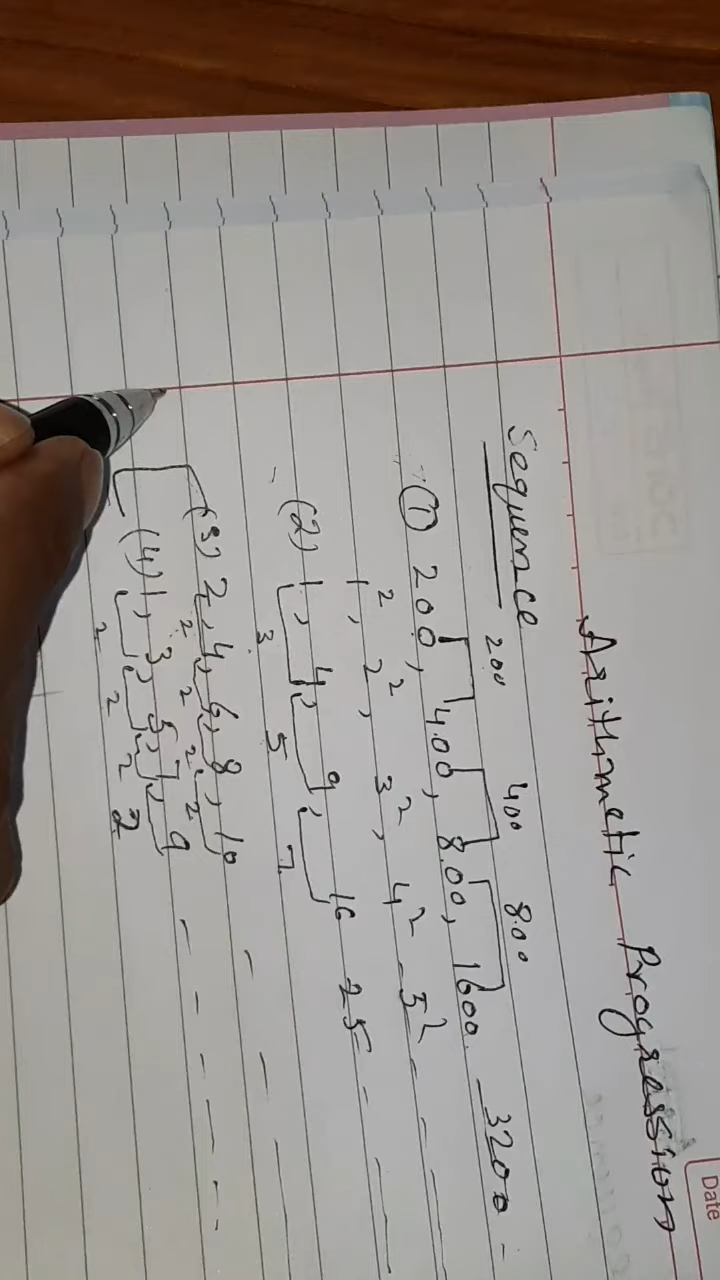 Date
Arithmetic Progression
Sequence
200 400 800
① 200, 400, 800, 1600. 3200 -
1², 2², 3², 4² - 5² - - -
(2) 1, 4, 9, 16 25 - - -
3 5 7
(3) 2, 4, 6, 8, 10 - - -
2 2 2 2
(4) 1, 3, 5, 7, 9 - - - - -
2 2 2 2